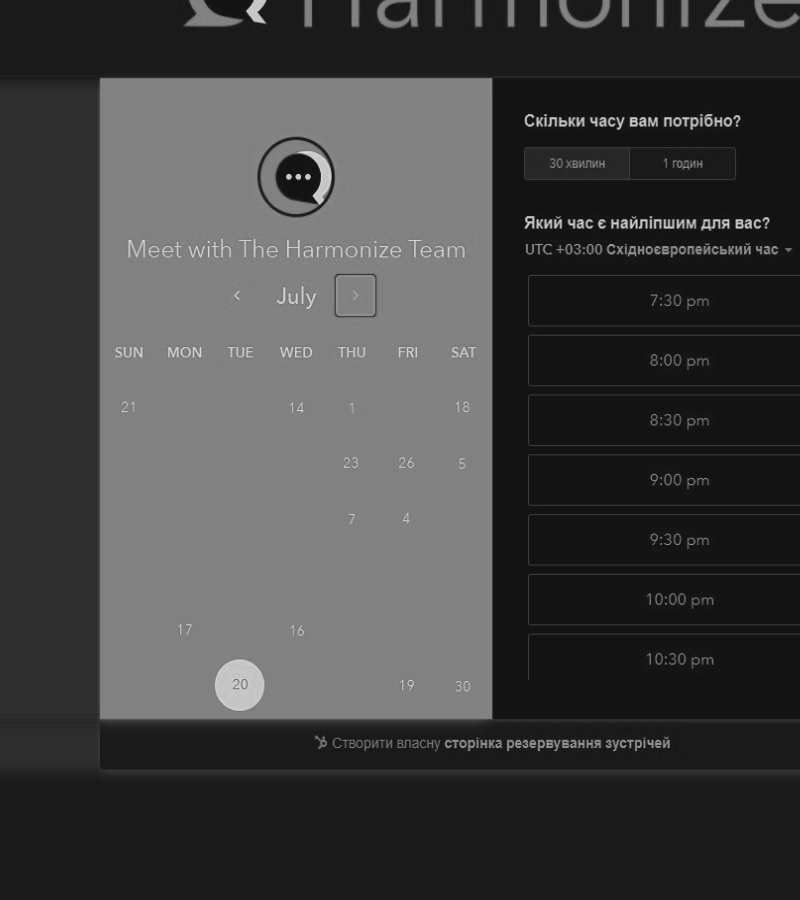 Harmonize
Meet with The Harmonize Team
July
SUN MON TUE WED THU FRI SAT
21 14 1 18
23 26 5
7 4
17 16
20 19 30
Скільки часу вам потрібно?
30 хвилин 1 годин
Який час є найліпшим для вас?
UTC +03:00 Східноєвропейський час
7:30 pm
8:00 pm
8:30 pm
9:00 pm
9:30 pm
10:00 pm
10:30 pm
Створити власну сторінка резервування зустрічей